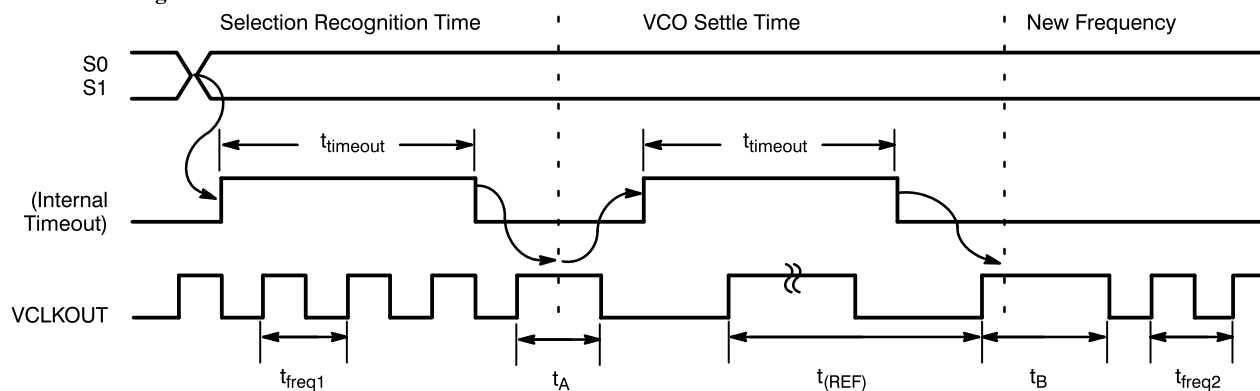 Selection Recognition Time
VCO Settle Time
New Frequency
S0
S1
ttimeout
ttimeout
(Internal
Timeout)
VCLKOUT
tfreq1
tA
t(REF)
tB
tfreq2